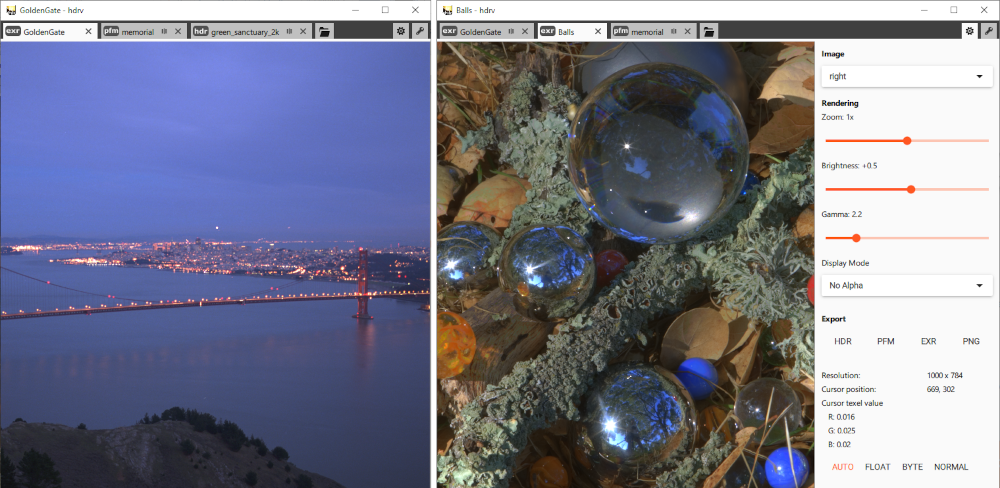 GoldenGate - hdrv
exr GoldenGate
pfm memorial
hdr green_sanctuary_2k
Balls - hdrv
exr GoldenGate
exr Balls
pfm memorial
Image
right
Rendering
Zoom: 1x
Brightness: +0.5
Gamma: 2.2
Display Mode
No Alpha
Export
HDR PFM EXR PNG
Resolution: 1000 x 784
Cursor position: 669, 302
Cursor texel value
R: 0.016
G: 0.025
B: 0.02
AUTO FLOAT BYTE NORMAL